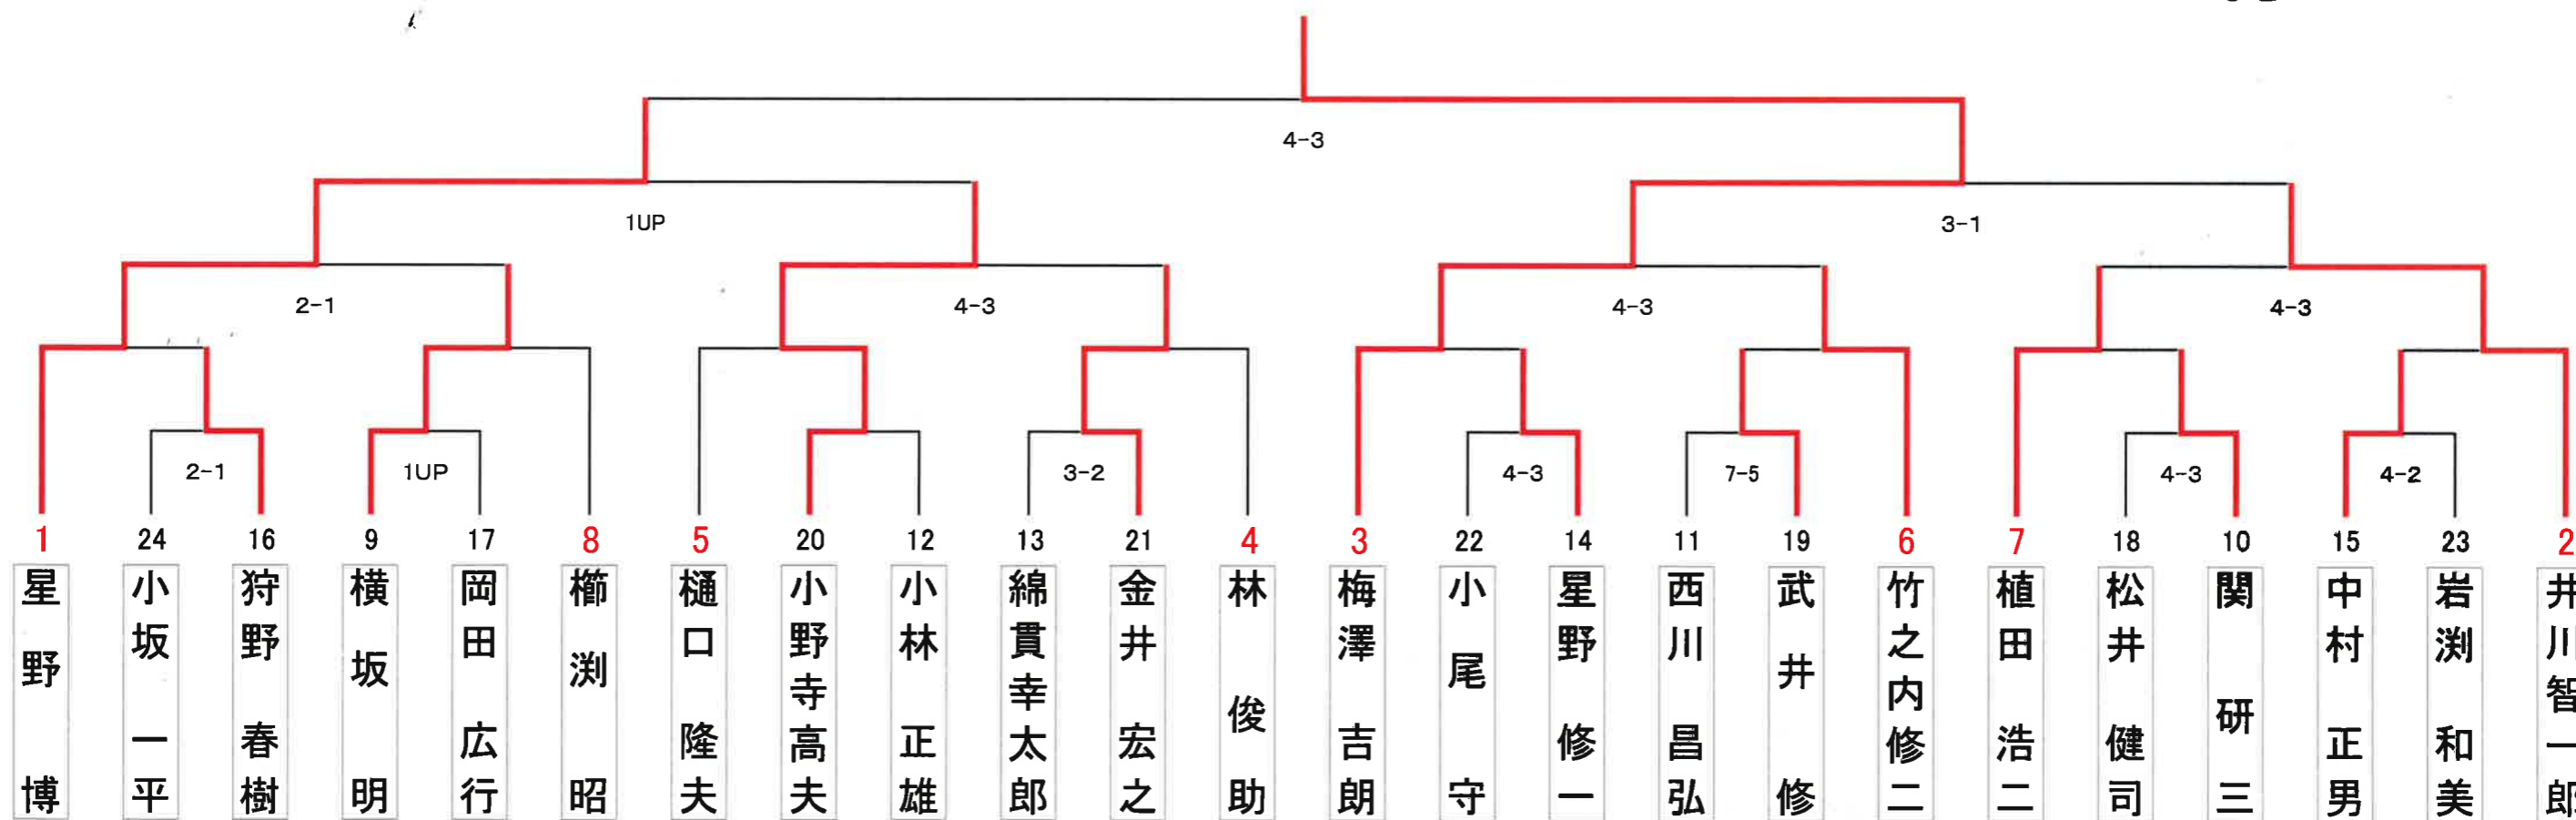 4-3
1UP
3-1
2-1
4-3
4-3
4-3
2-1
1UP
3-2
4-3
7-5
4-3
4-2
1 24 16 9 17 8 5 20 12 13 21 4 3 22 14 11 19 6 7 18 10 15 23 2
星野博
小坂一平
狩野春樹
横坂明
岡田広行
櫛渕昭
樋口隆夫
小野寺高夫
小林正雄
綿貫幸太郎
金井宏之
林俊助
梅澤吉朗
小尾守
星野修一
西川昌弘
武井修
竹之内修二
植田浩二
松井健司
関研三
中村正男
岩渕和美
井川智一郎